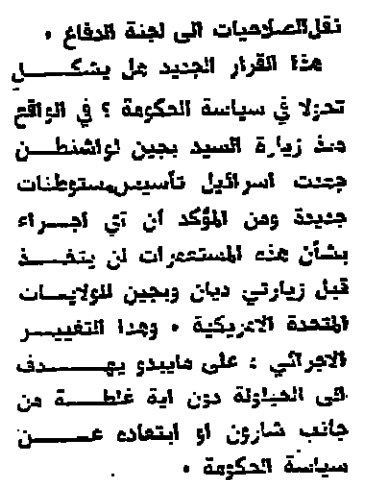 نقل الصلاحيات الى لجنة الدفاع .
هذا القرار الجديد هل يشكل
تحولا في سياسة الحكومة ؟ في الواقع
منذ زيارة السيد بجين لواشنطن
جمدت اسرائيل تأسيس مستوطنات
جديدة ومن المؤكد ان أي اجراء
بشأن هذه المستعمرات لن يتخذ
قبل زيارتي ديان وبجين للولايات
المتحدة الامريكية . وهذا التغيير
الاجرائي ؛ على مايبدو يهدف
الى الحيلولة دون اية غلطة من
جانب شارون او ابتعاده عن
سياسة الحكومة .